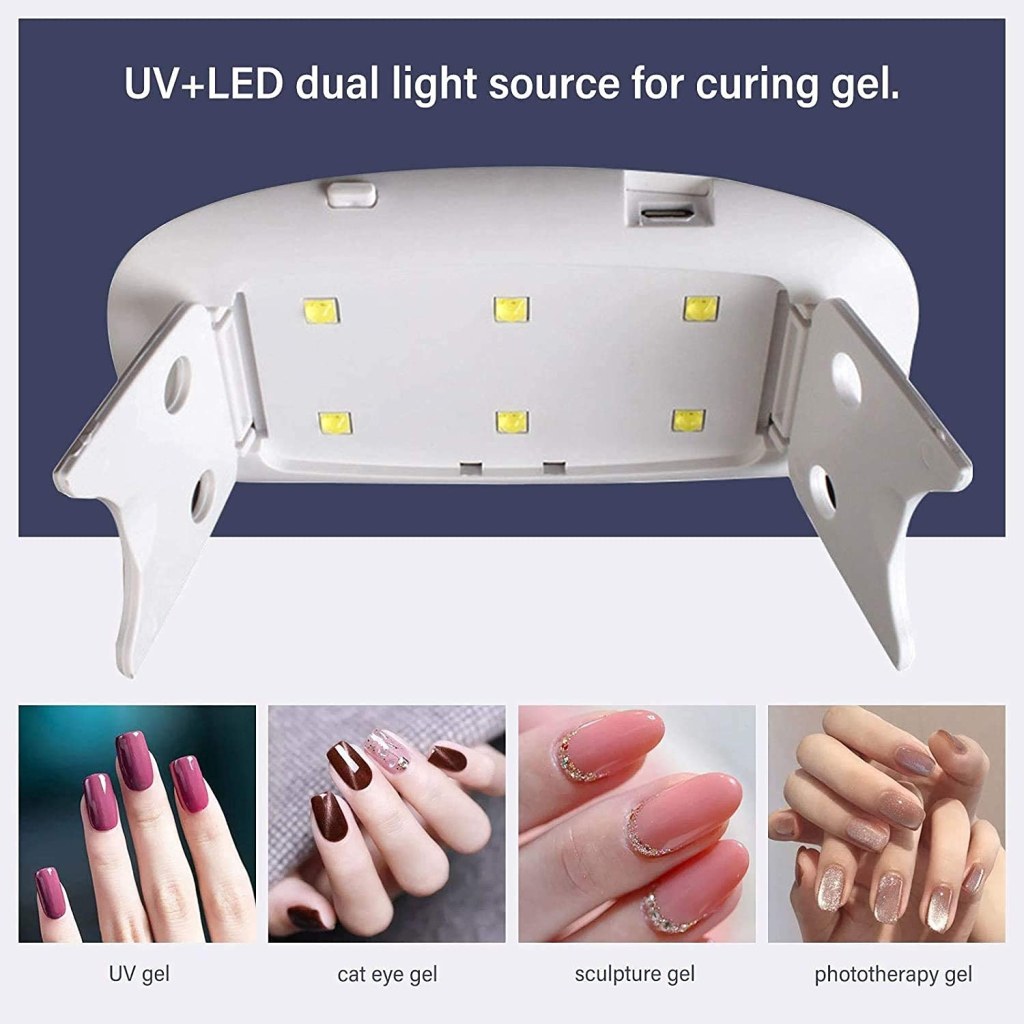 UV+LED dual light source for curing gel.
UV gel
cat eye gel
sculpture gel
phototherapy gel